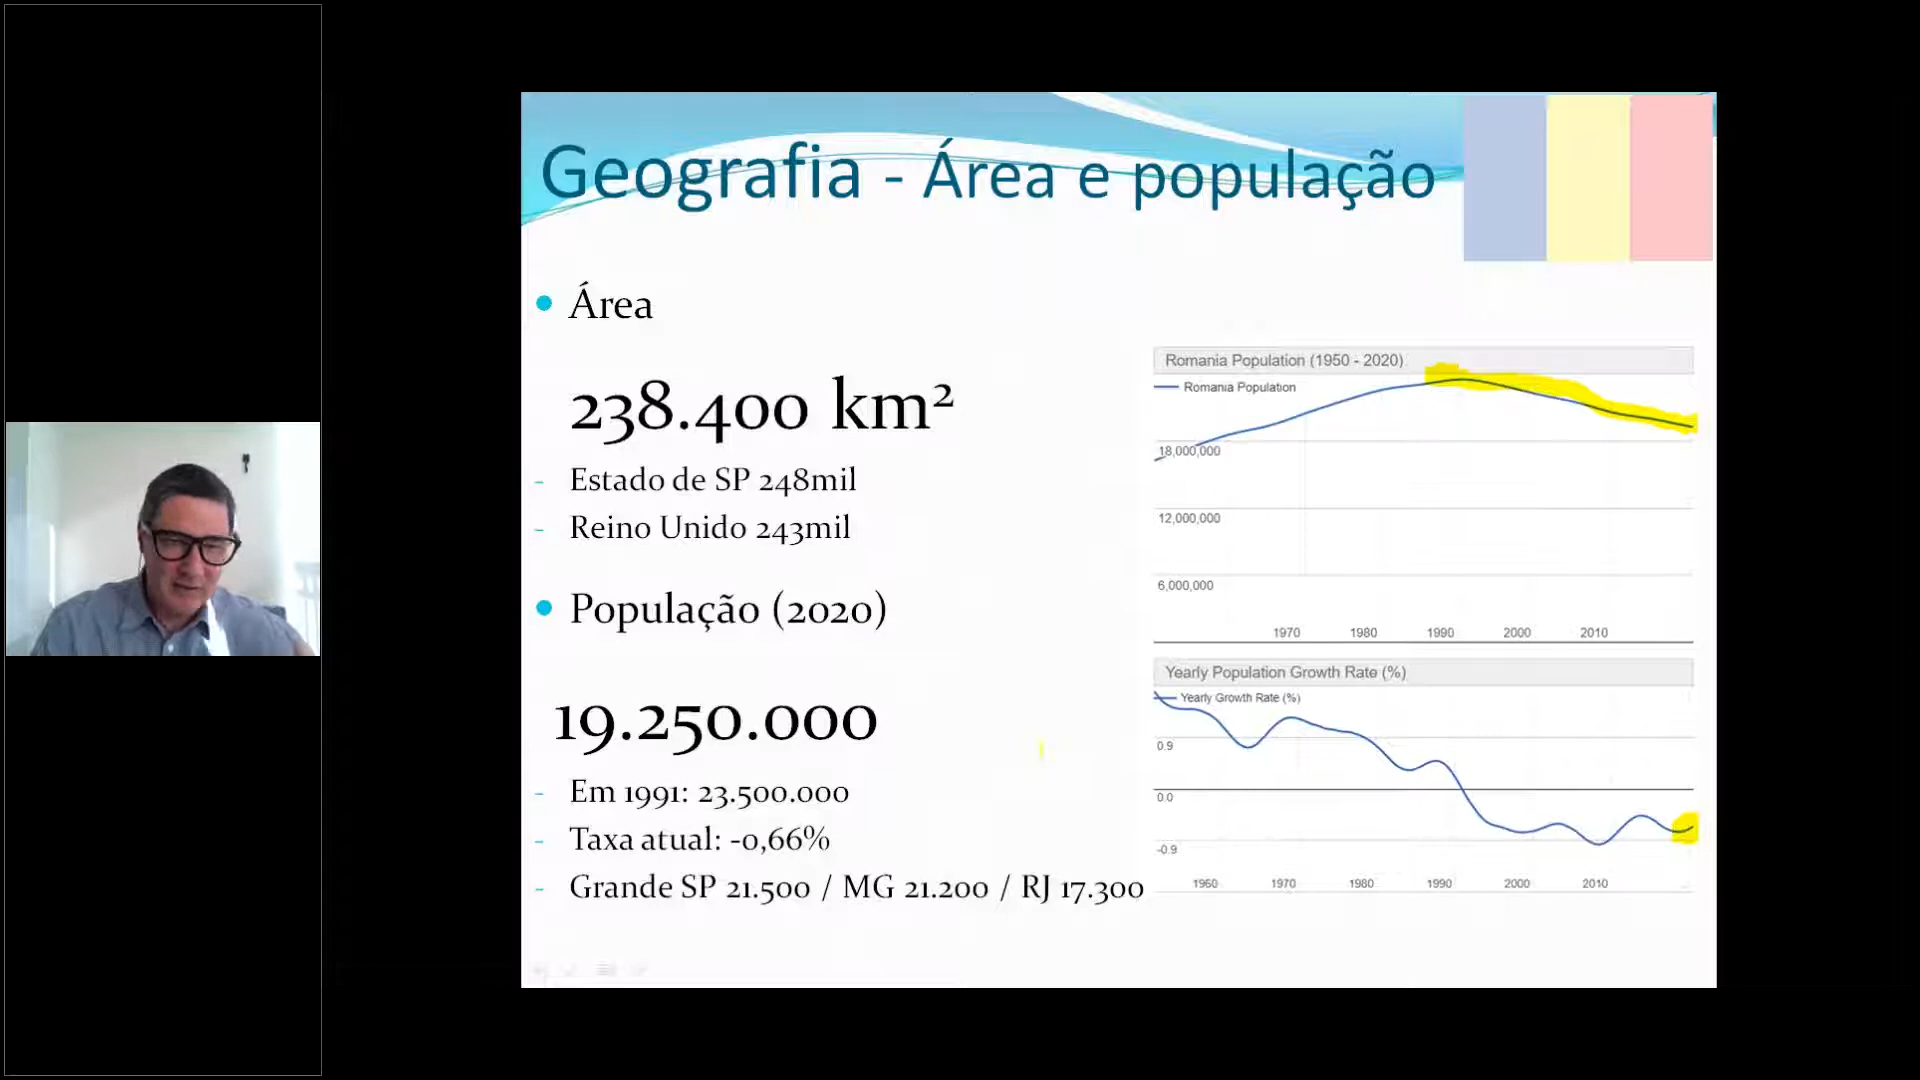 Geografia - Área e população
Área
238.400 km²
- Estado de SP 248mil
- Reino Unido 243mil
População (2020)
19.250.000
- Em 1991: 23.500.000
- Taxa atual: -0,66%
- Grande SP 21.500 / MG 21.200 / RJ 17.300
Romania Population (1950 - 2020)
Romania Population
18,000,000
12,000,000
6,000,000
1970 1980 1990 2000 2010
Yearly Population Growth Rate (%)
Yearly Growth Rate (%)
0.9
0.0
-0.9
1960 1970 1980 1990 2000 2010